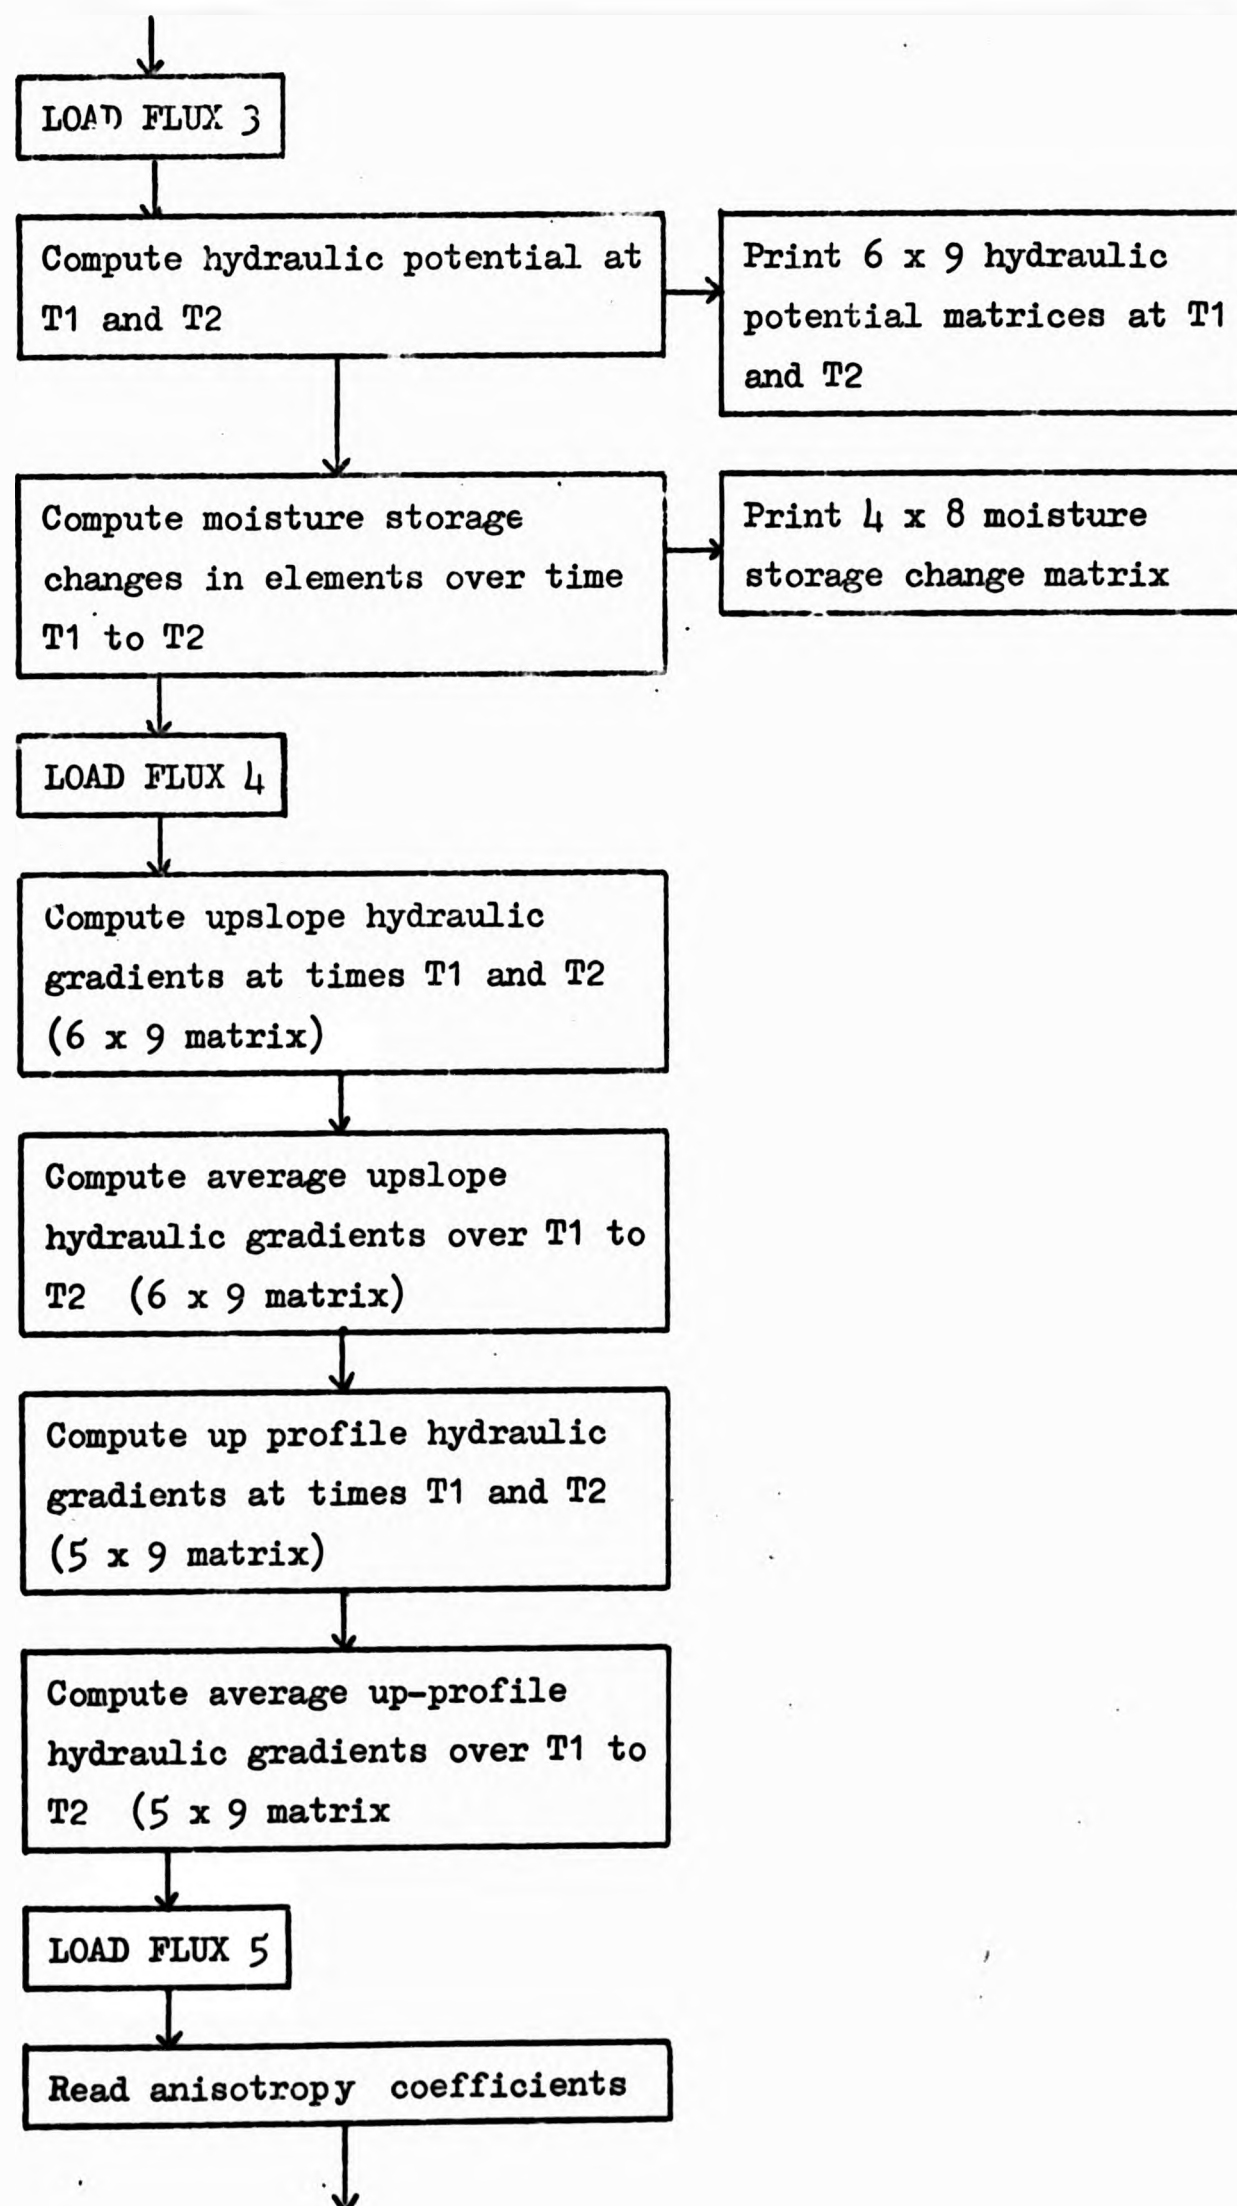 LOAD FLUX 3
Compute hydraulic potential at
T1 and T2
Print 6 x 9 hydraulic
potential matrices at T1
and T2
Compute moisture storage
changes in elements over time
T1 to T2
Print 4 x 8 moisture
storage change matrix
LOAD FLUX 4
Compute upslope hydraulic
gradients at times T1 and T2
(6 x 9 matrix)
Compute average upslope
hydraulic gradients over T1 to
T2 (6 x 9 matrix)
Compute up profile hydraulic
gradients at times T1 and T2
(5 x 9 matrix)
Compute average up-profile
hydraulic gradients over T1 to
T2 (5 x 9 matrix
LOAD FLUX 5
Read anisotropy coefficients